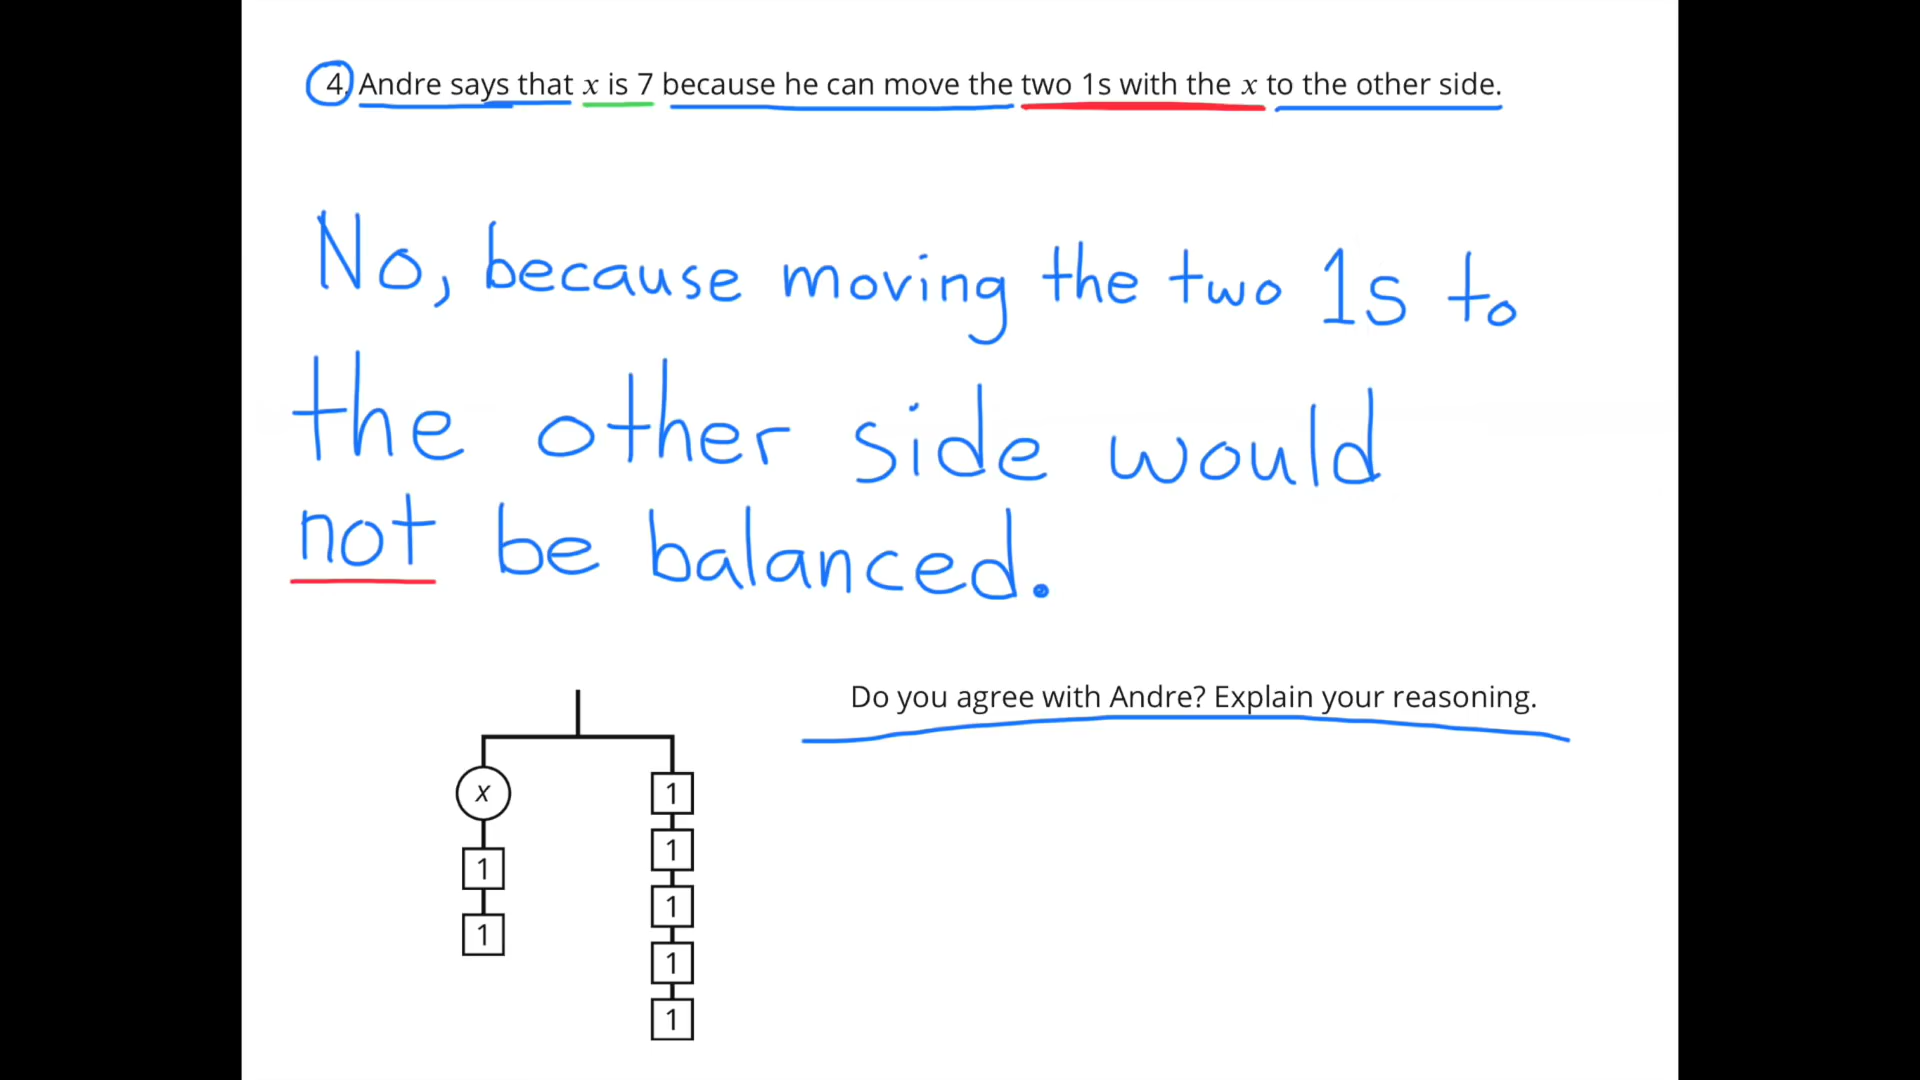 4. Andre says that x is 7 because he can move the two 1s with the x to the other side.
No, because moving the two 1s to
the other side would
not be balanced.
Do you agree with Andre? Explain your reasoning.
x
1
1
1
1
1
1
1